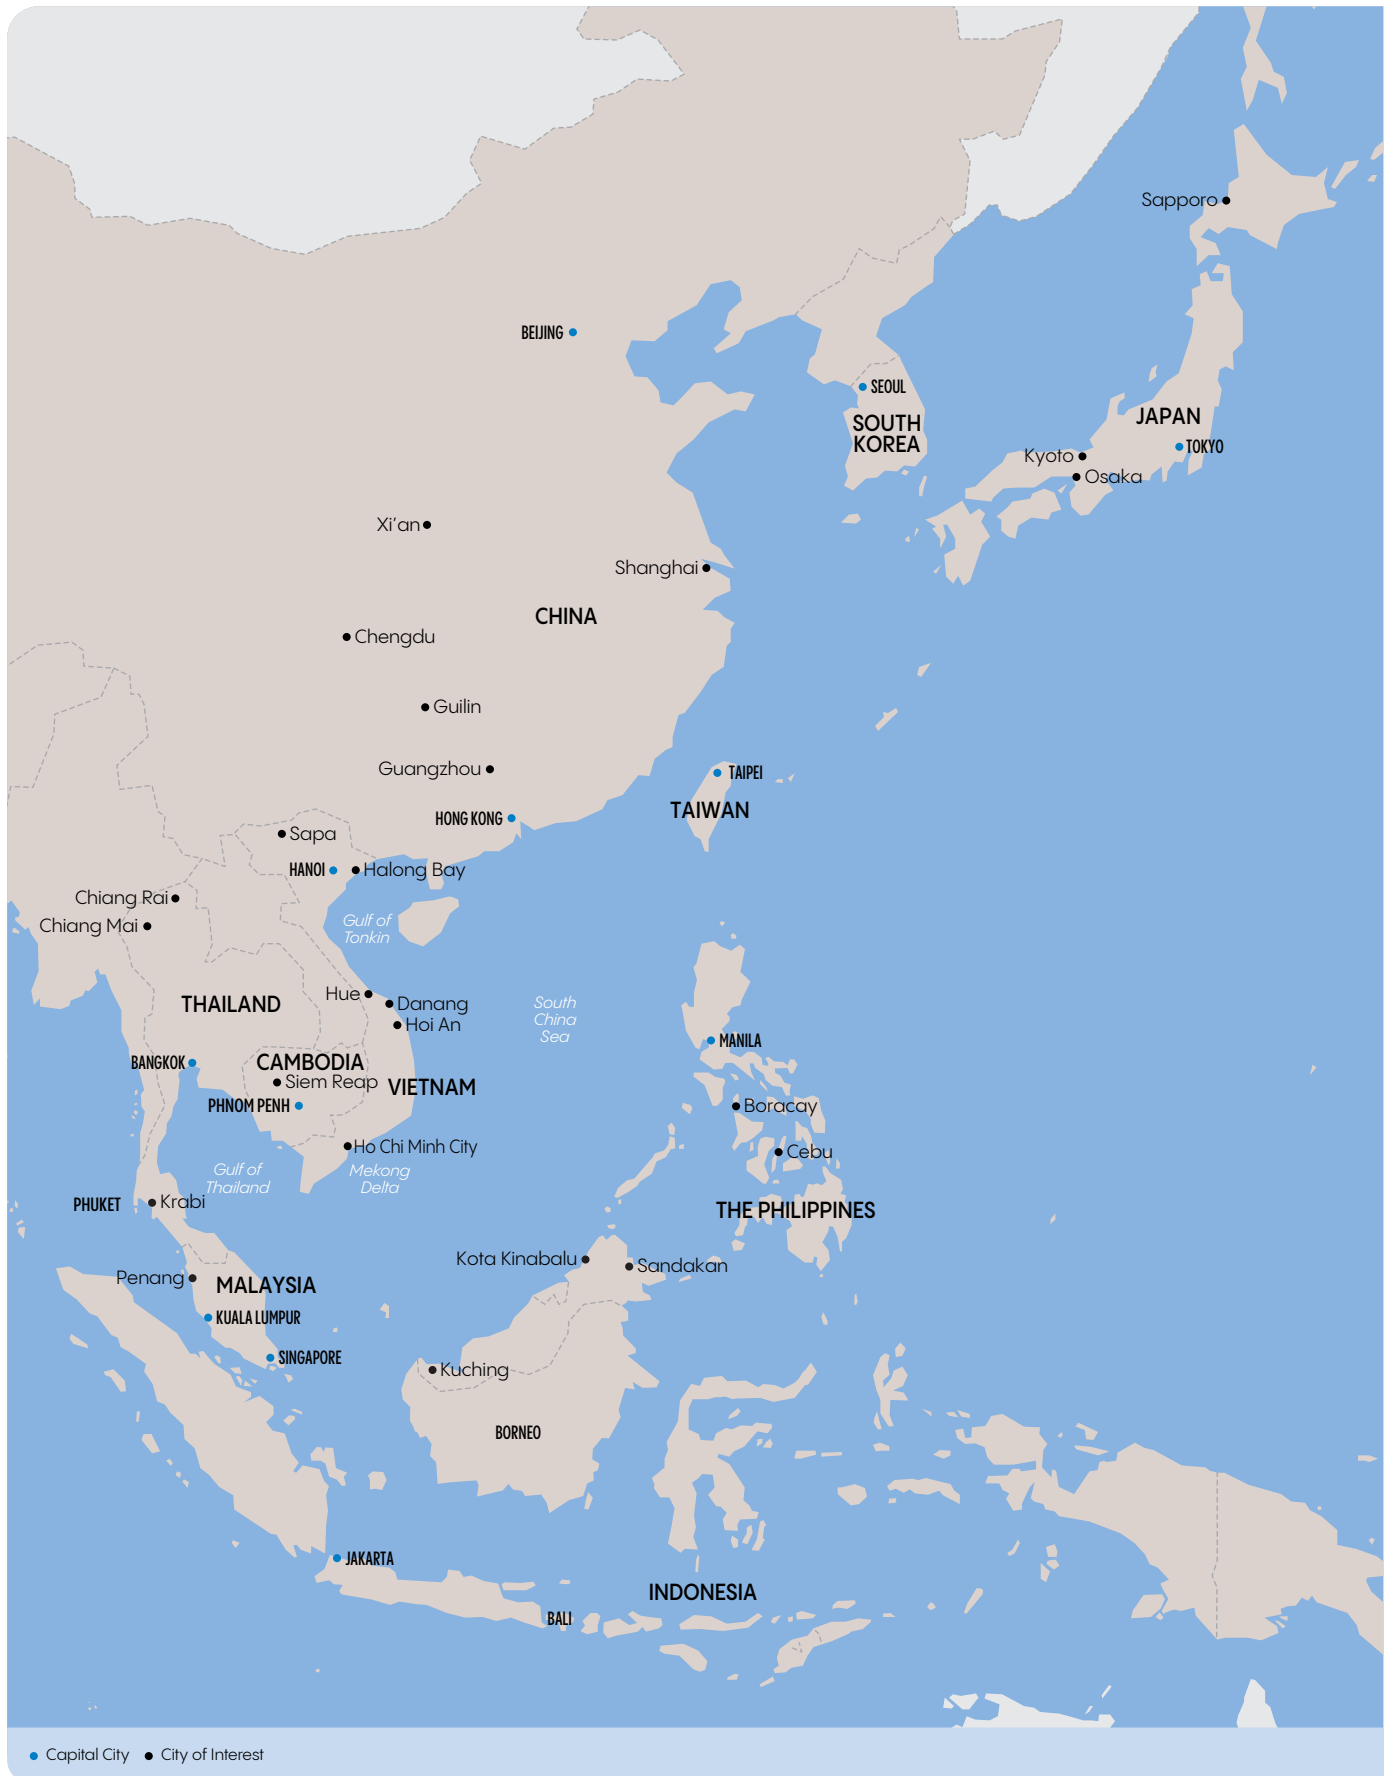 Sapporo
BEIJING
SEOUL
SOUTH
KOREA
JAPAN
TOKYO
Kyoto
Osaka
Xi'an
Shanghai
CHINA
Chengdu
Guilin
Guangzhou
TAIPEI
TAIWAN
HONG KONG
Sapa
HANOI
Halong Bay
Chiang Rai
Chiang Mai
Gulf of
Tonkin
Hue
Danang
THAILAND
Hoi An
South
China
Sea
MANILA
BANGKOK
CAMBODIA
Siem Reap
VIETNAM
PHNOM PENH
Boracay
Ho Chi Minh City
Cebu
Gulf of
Thailand
Mekong
Delta
PHUKET
Krabi
THE PHILIPPINES
Kota Kinabalu
Sandakan
Penang
MALAYSIA
KUALA LUMPUR
SINGAPORE
Kuching
BORNEO
JAKARTA
INDONESIA
BALI
Capital City
City of Interest